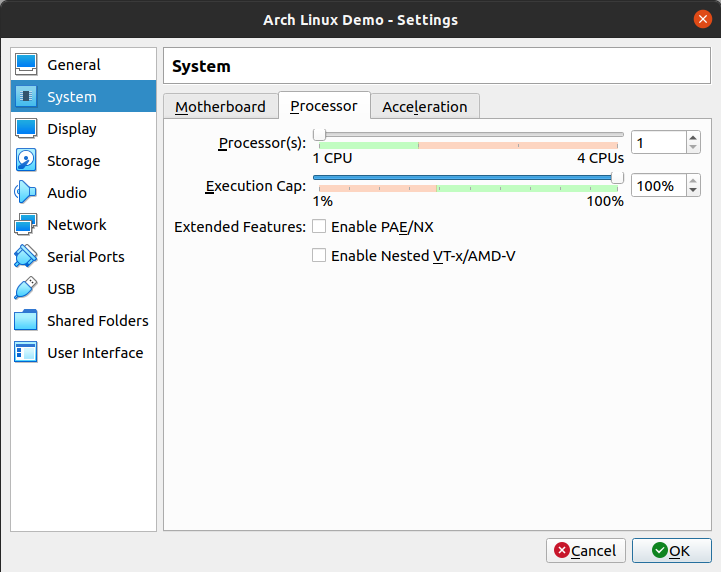 Arch Linux Demo - Settings
General
System
Display
Storage
Audio
Network
Serial Ports
USB
Shared Folders
User Interface
System
Motherboard Processor Acceleration
Processor(s): 1
1 CPU 4 CPUs
Execution Cap: 100%
1% 100%
Extended Features: Enable PAE/NX
Enable Nested VT-x/AMD-V
Cancel OK